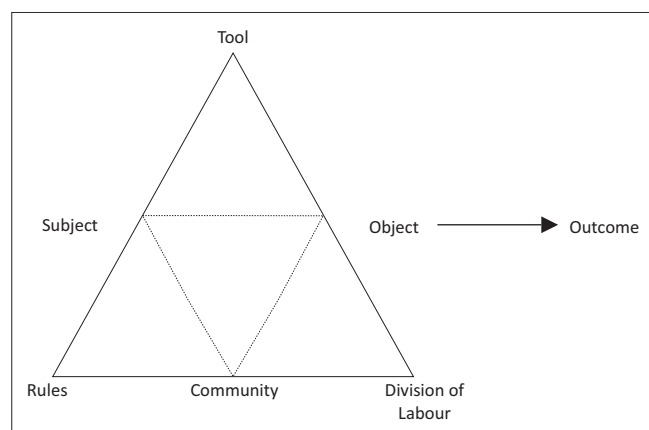 Tool
Subject
Object
Outcome
Rules
Community
Division of
Labour